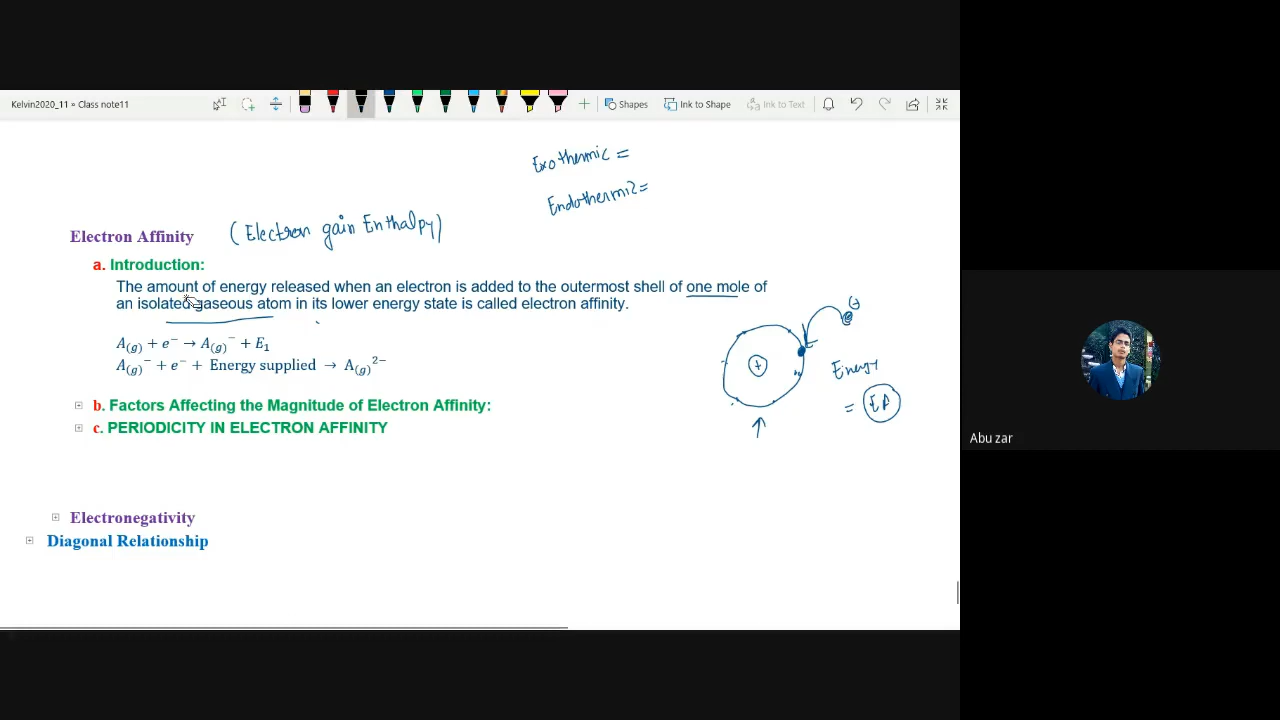 Kelvin2020_11 » Class note11
Shapes
Ink to Shape
Ink to Text
Exothermic =
Endothermic =
Electron Affinity (Electron gain Enthalpy)
a. Introduction:
The amount of energy released when an electron is added to the outermost shell of one mole of
an isolated gaseous atom in its lower energy state is called electron affinity.
A(g) + e⁻ → A(g)⁻ + E₁
A(g)⁻ + e⁻ + Energy supplied → A(g)²⁻
+
Energy
= EA
b. Factors Affecting the Magnitude of Electron Affinity:
c. PERIODICITY IN ELECTRON AFFINITY
Electronegativity
Diagonal Relationship
Abu zar